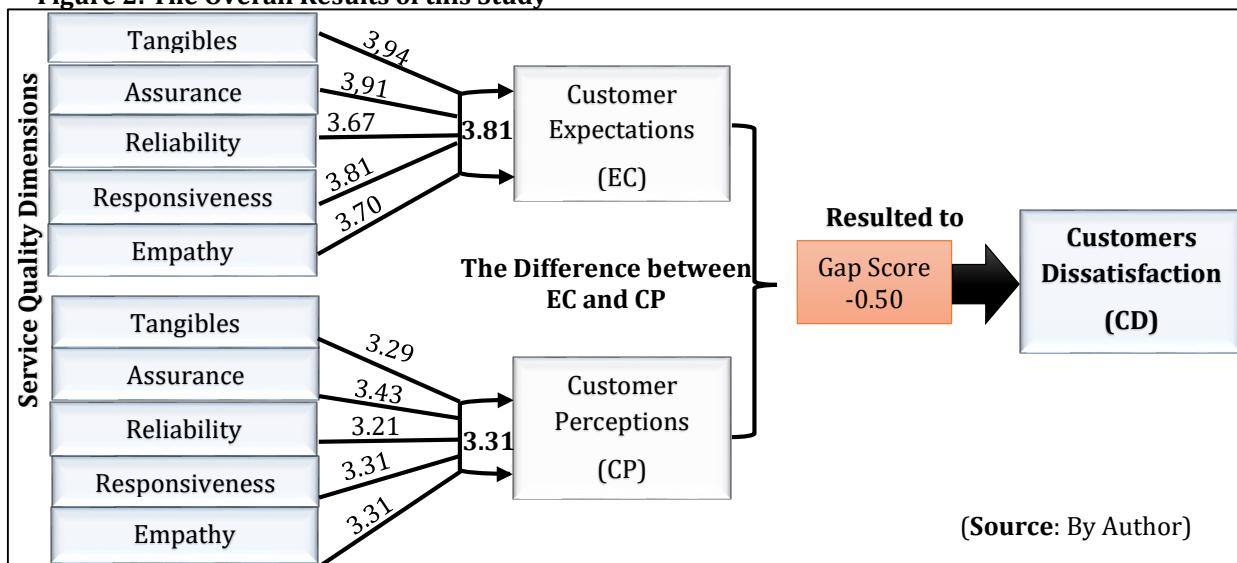 Figure 2: The Overall Results of this Study
Service Quality Dimensions
Tangibles
3,94
Assurance
3,91
Reliability
3.67
Responsiveness
3.81
Empathy
3.70
3.81
Customer
Expectations
(EC)
The Difference between
EC and CP
Tangibles
3.29
Assurance
3.43
Reliability
3.21
Responsiveness
3.31
Empathy
3.31
3.31
Customer
Perceptions
(CP)
Resulted to
Gap Score
-0.50
Customers
Dissatisfaction
(CD)
(Source: By Author)